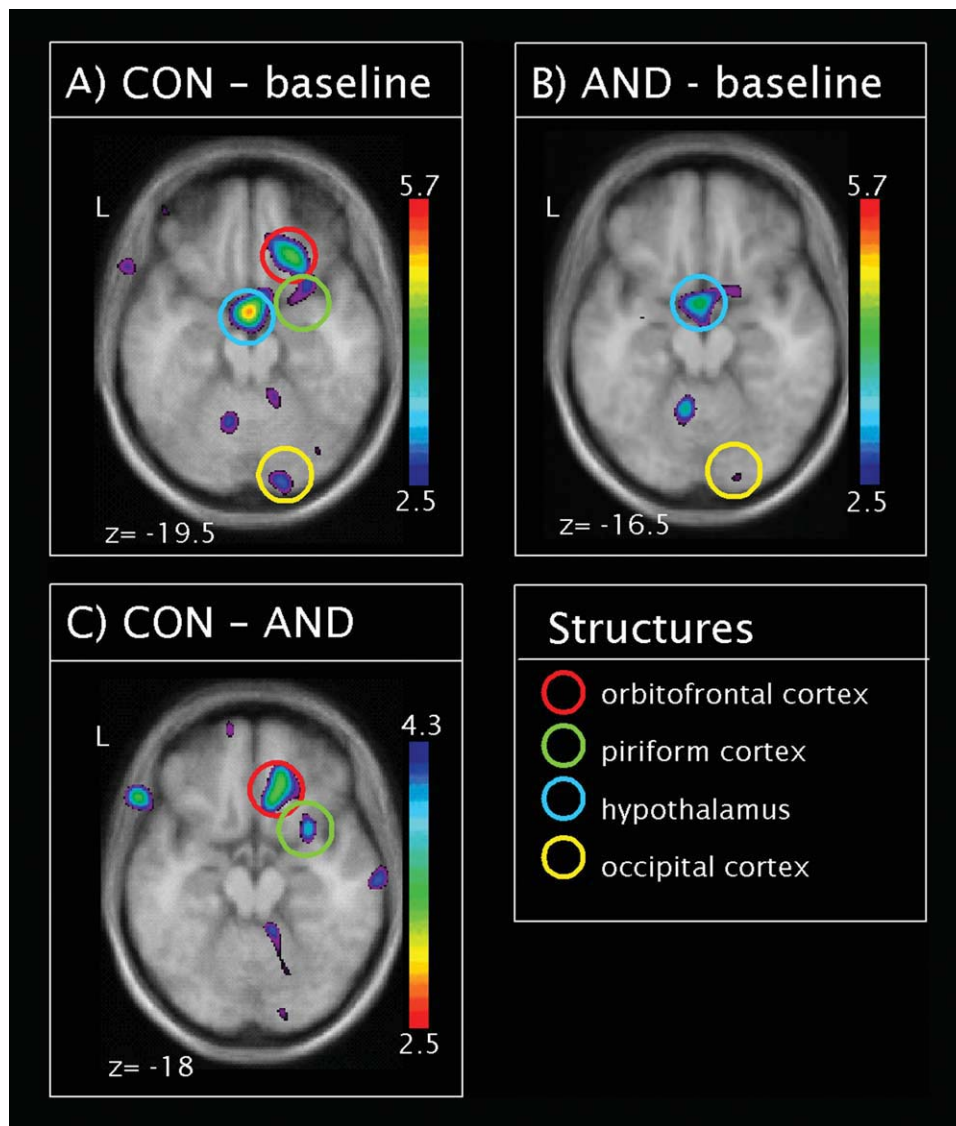 A) CON – baseline
L
5.7
2.5
z= -19.5
B) AND - baseline
L
5.7
2.5
z= -16.5
C) CON – AND
L
4.3
2.5
z= -18
Structures
orbitofrontal cortex
piriform cortex
hypothalamus
occipital cortex